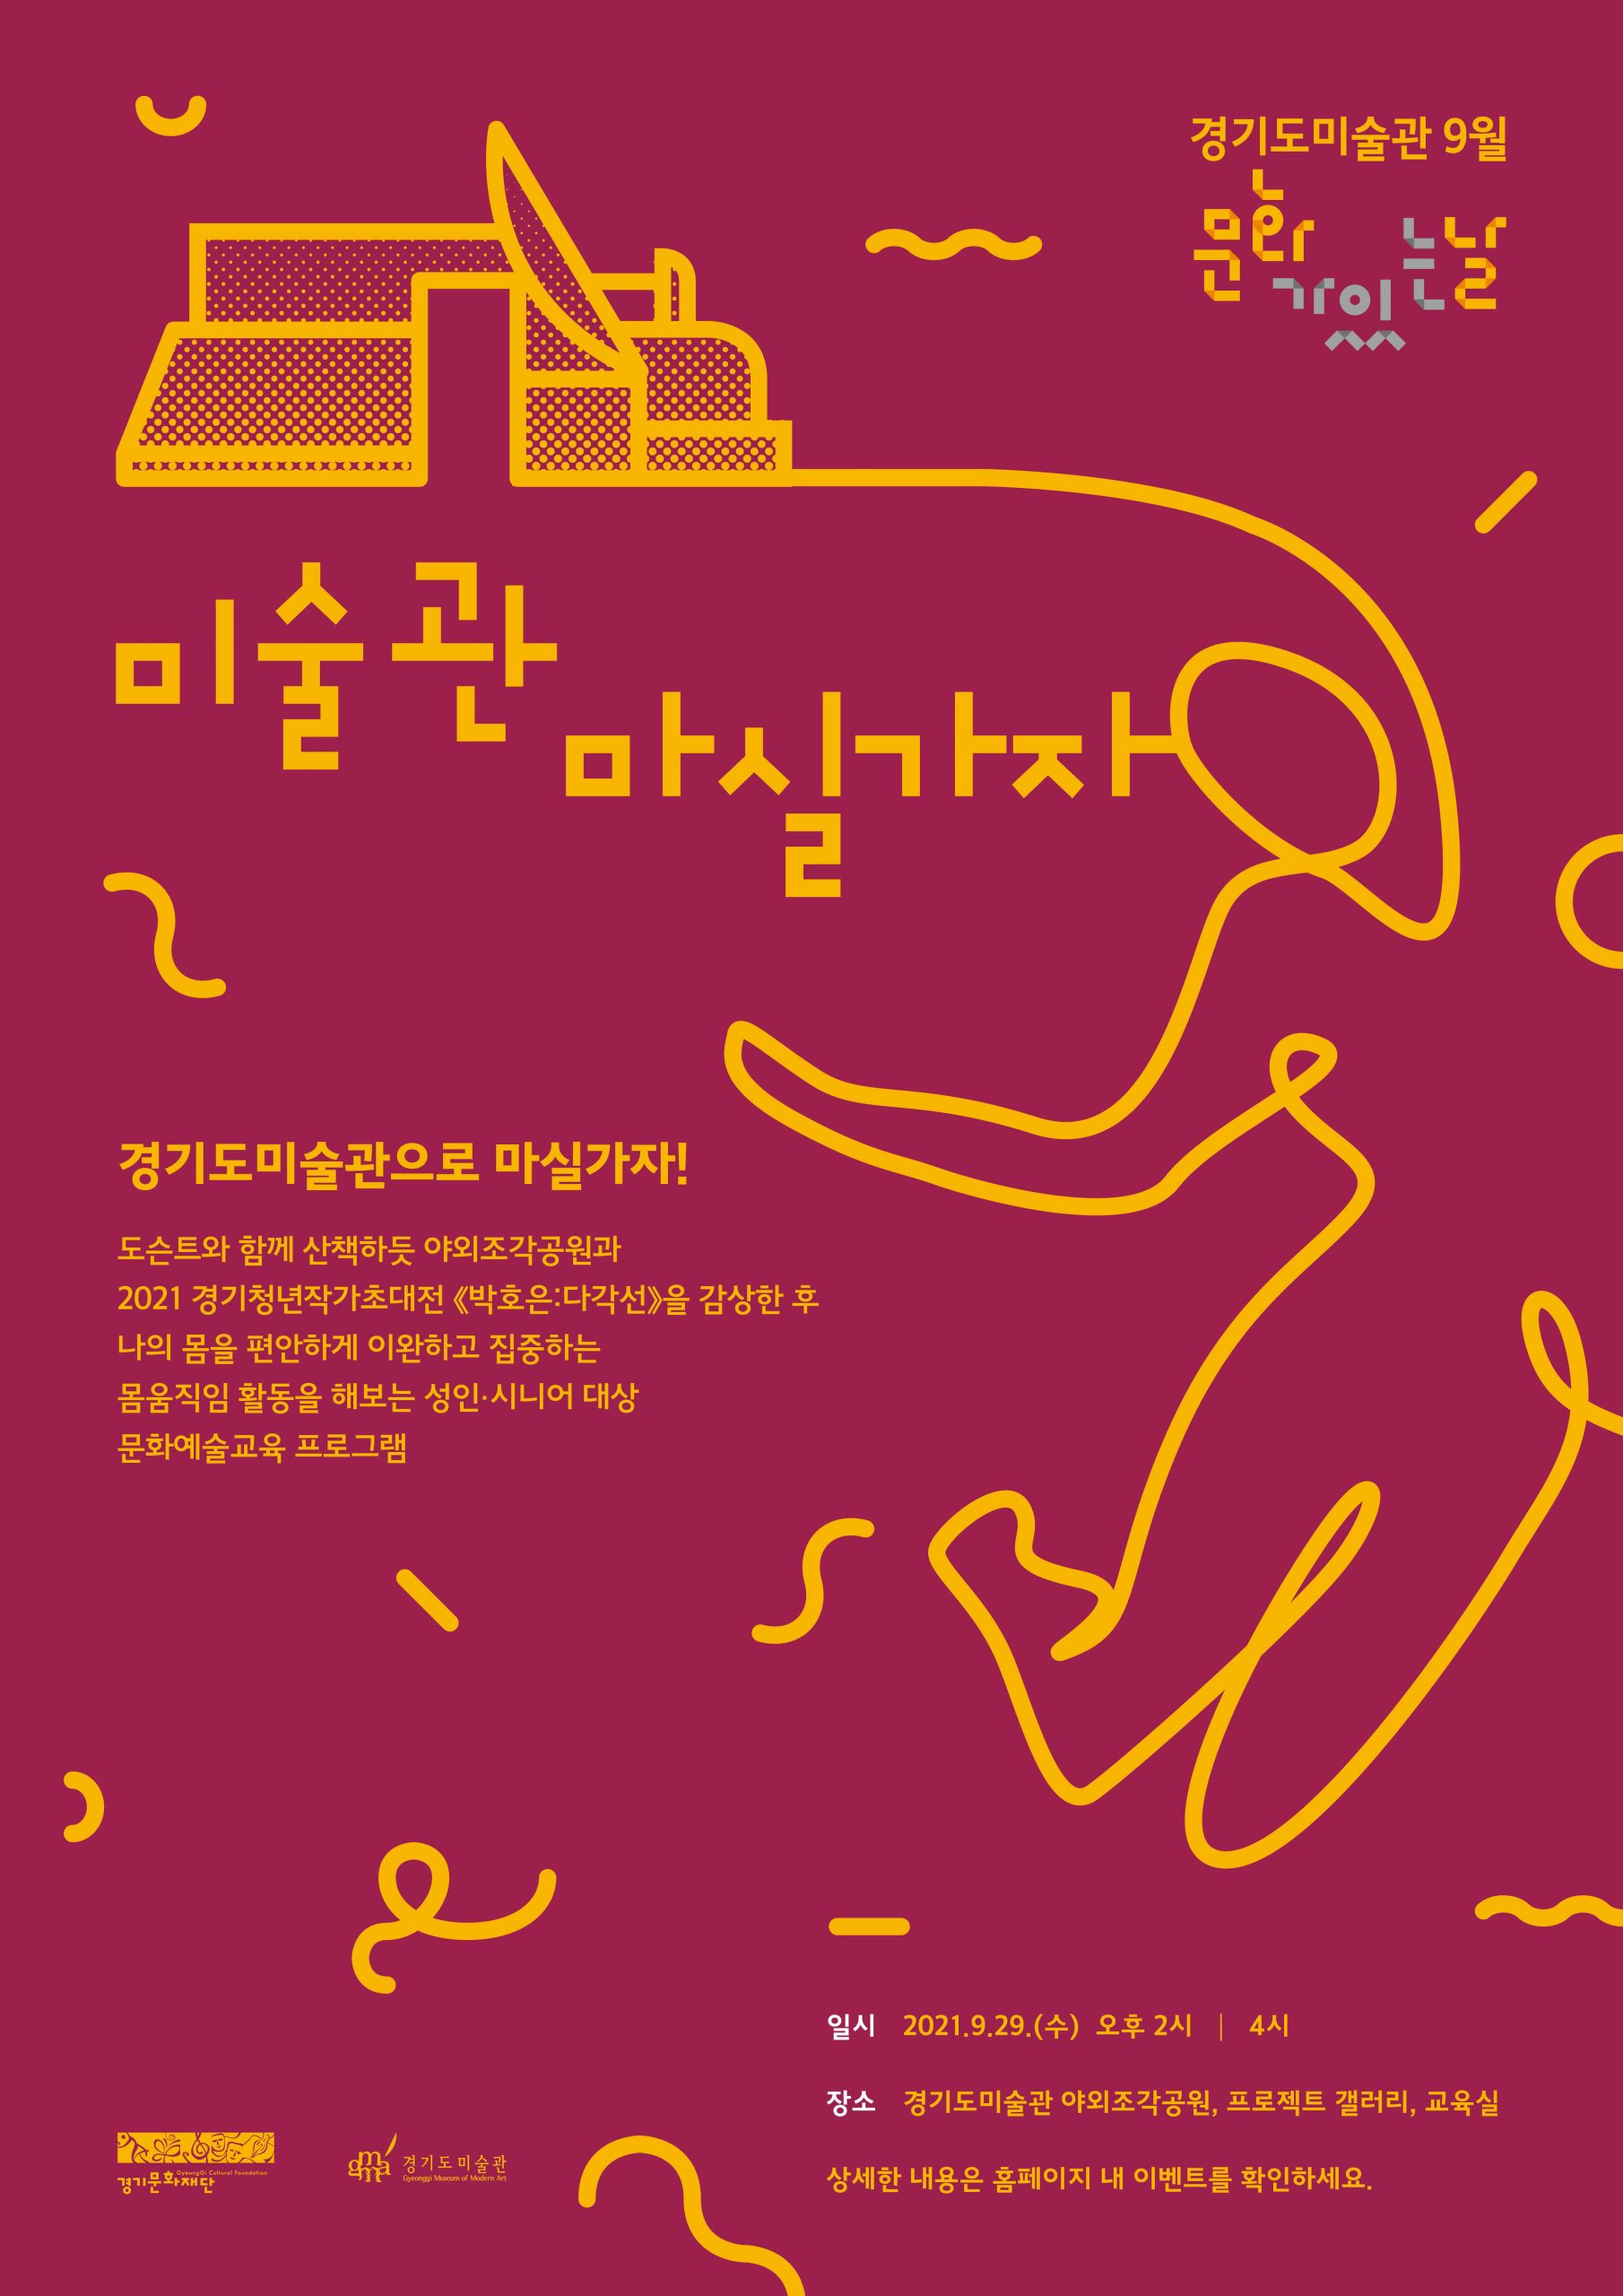 경기도미술관 9월
문화가 있는 날
미술관
마실가자
경기도미술관으로 마실가자!
도슨트와 함께 산책하듯 야외조각공원과
2021 경기청년작가초대전 《박호은:다각선》을 감상한 후
나의 몸을 편안하게 이완하고 집중하는
몸움직임 활동을 해보는 성인·시니어 대상
문화예술교육 프로그램
일시 2021.9.29.(수) 오후 2시 | 4시
장소 경기도미술관 야외조각공원, 프로젝트 갤러리, 교육실
상세한 내용은 홈페이지 내 이벤트를 확인하세요.
GyeongGi Cultural Foundation
경기문화재단
gmma
경기도미술관
Gyeonggi Museum of Modern Art